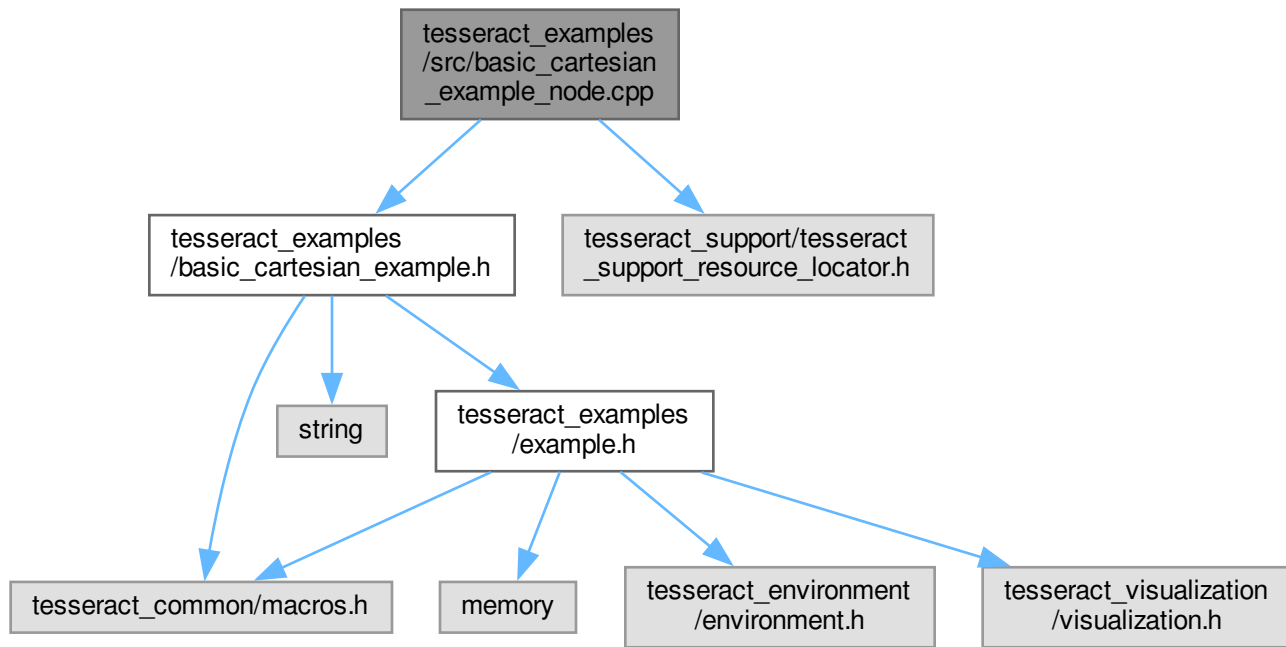 tesseract_examples
/src/basic_cartesian
_example_node.cpp
tesseract_examples
/basic_cartesian_example.h
tesseract_support/tesseract
_support_resource_locator.h
string
tesseract_examples
/example.h
tesseract_common/macros.h
memory
tesseract_environment
/environment.h
tesseract_visualization
/visualization.h